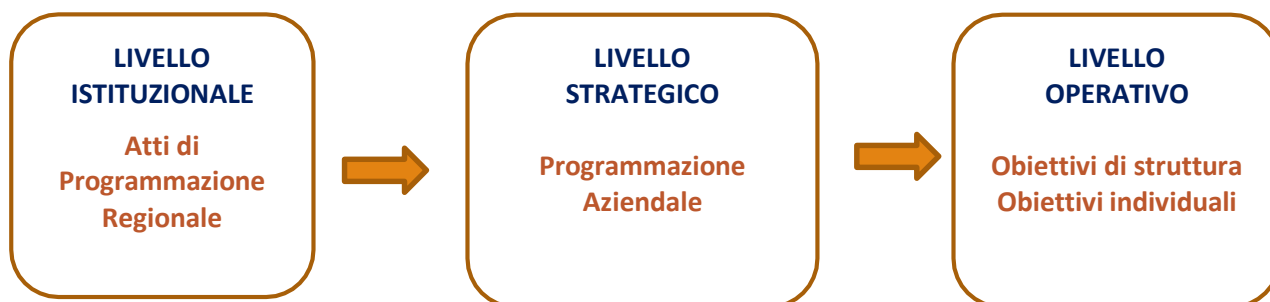 LIVELLO
ISTITUZIONALE
Atti di
Programmazione
Regionale
LIVELLO
STRATEGICO
Programmazione
Aziendale
LIVELLO
OPERATIVO
Obiettivi di struttura
Obiettivi individuali